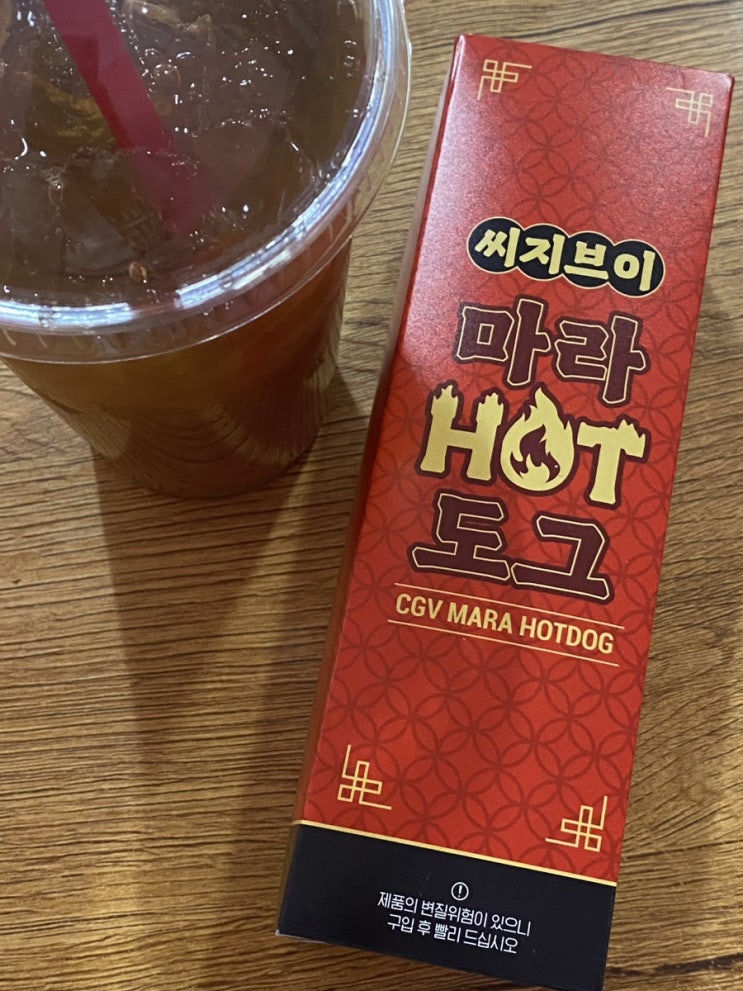 씨지브이
마라
HOT
도그
CGV MARA HOTDOG
제품의 변질위험이 있으니
구입 후 빨리 드십시오